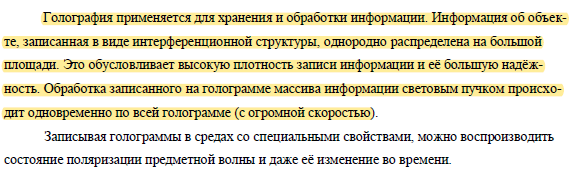 Голография применяется для хранения и обработки информации. Информация об объек-
те, записанная в виде интерференционной структуры, однородно распределена на большой
площади. Это обусловливает высокую плотность записи информации и её большую надёж-
ность. Обработка записанного на голограмме массива информации световым пучком происхо-
дит одновременно по всей голограмме (с огромной скоростью).
Записывая голограммы в средах со специальными свойствами, можно воспроизводить
состояние поляризации предметной волны и даже её изменение во времени.